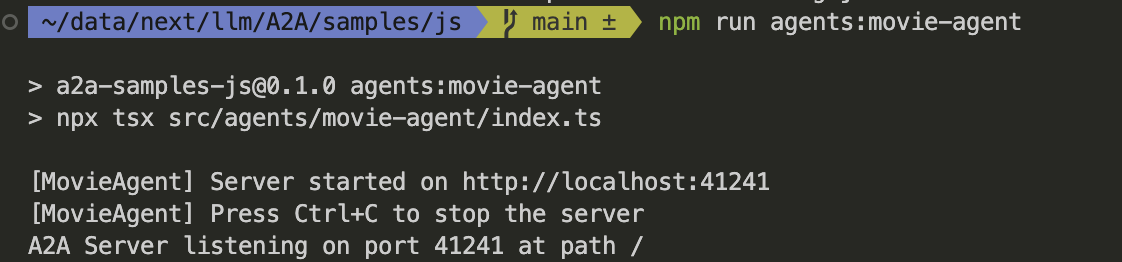 ~/data/next/llm/A2A/samples/js main ± npm run agents:movie-agent
> a2a-samples-js@0.1.0 agents:movie-agent
> npx tsx src/agents/movie-agent/index.ts
[MovieAgent] Server started on http://localhost:41241
[MovieAgent] Press Ctrl+C to stop the server
A2A Server listening on port 41241 at path /